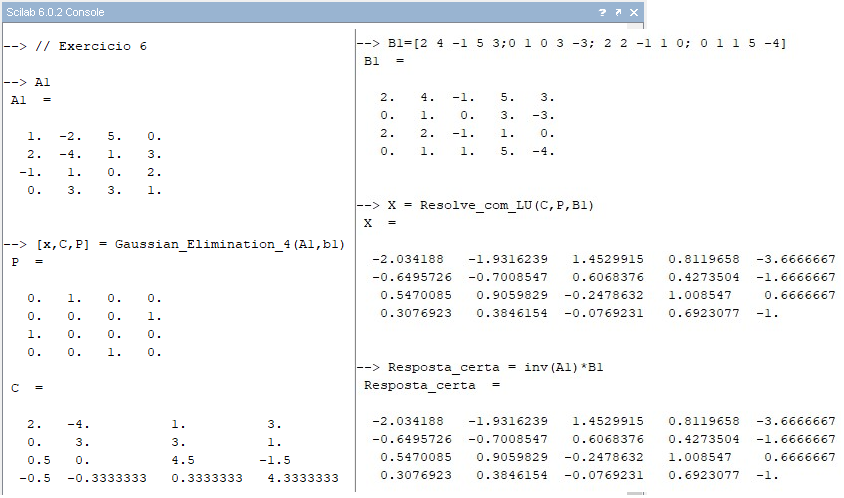 Scilab 6.0.2 Console
--> // Exercicio 6
--> A1
A1 =
1. -2. 5. 0.
2. -4. 1. 3.
-1. 1. 0. 2.
0. 3. 3. 1.
--> [x,C,P] = Gaussian_Elimination_4(A1,b1)
P =
0. 1. 0. 0.
0. 0. 0. 1.
1. 0. 0. 0.
0. 0. 1. 0.
C =
2. -4. 1. 3.
0. 3. 3. 1.
0.5 0. 4.5 -1.5
-0.5 -0.3333333 0.3333333 4.3333333
--> B1=[2 4 -1 5 3;0 1 0 3 -3; 2 2 -1 1 0; 0 1 1 5 -4]
B1 =
2. 4. -1. 5. 3.
0. 1. 0. 3. -3.
2. 2. -1. 1. 0.
0. 1. 1. 5. -4.
--> X = Resolve_com_LU(C,P,B1)
X =
-2.034188 -1.9316239 1.4529915 0.8119658 -3.6666667
-0.6495726 -0.7008547 0.6068376 0.4273504 -1.6666667
0.5470085 0.9059829 -0.2478632 1.008547 0.6666667
0.3076923 0.3846154 -0.0769231 0.6923077 -1.
--> Resposta_certa = inv(A1)*B1
Resposta_certa =
-2.034188 -1.9316239 1.4529915 0.8119658 -3.6666667
-0.6495726 -0.7008547 0.6068376 0.4273504 -1.6666667
0.5470085 0.9059829 -0.2478632 1.008547 0.6666667
0.3076923 0.3846154 -0.0769231 0.6923077 -1.